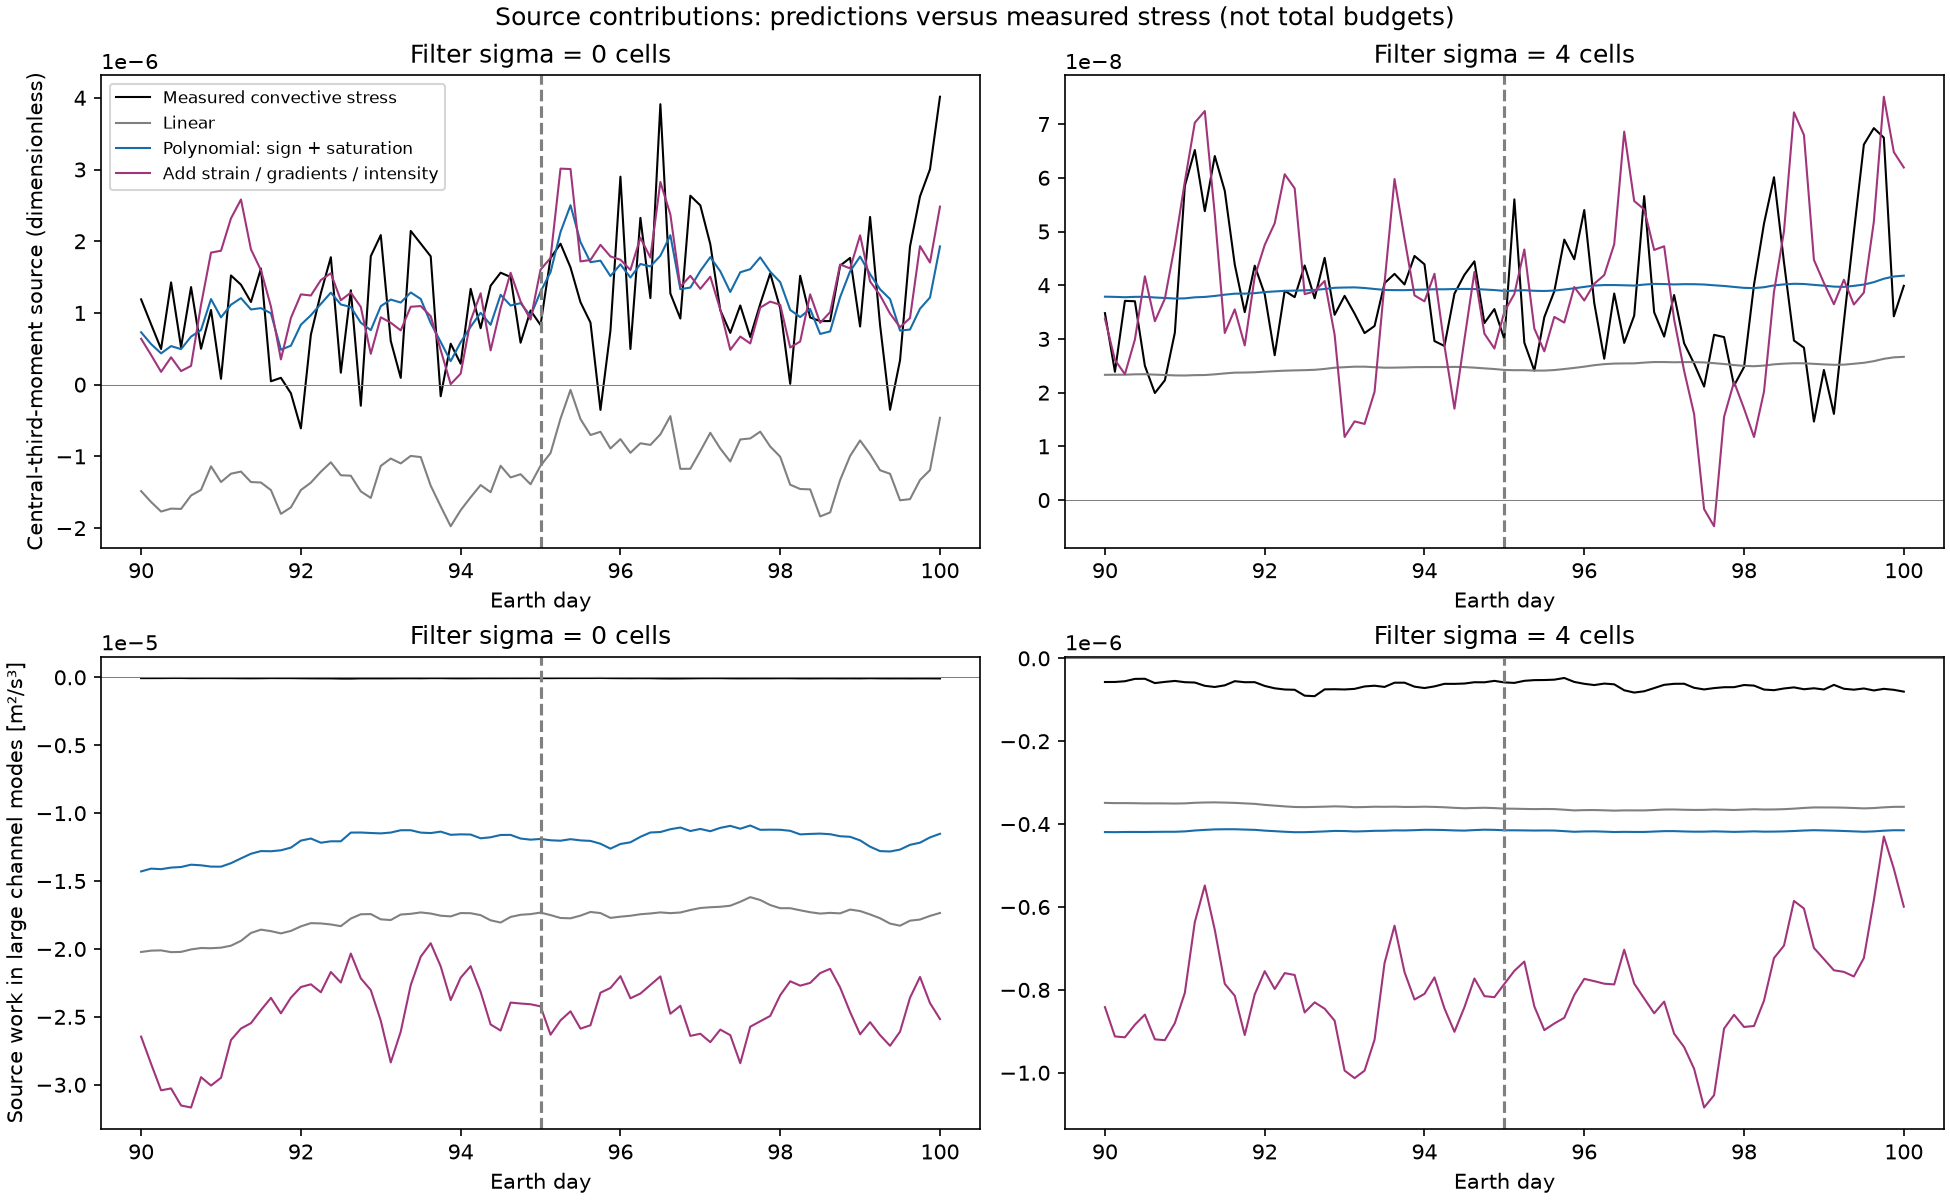 Source contributions: predictions versus measured stress (not total budgets)
Filter sigma = 0 cells
1e−6
Measured convective stress
Linear
Polynomial: sign + saturation
Add strain / gradients / intensity
Central-third-moment source (dimensionless)
4
3
2
1
0
−1
−2
90 92 94 96 98 100
Earth day
Filter sigma = 4 cells
1e−8
7
6
5
4
3
2
1
0
90 92 94 96 98 100
Earth day
Filter sigma = 0 cells
1e−5
Source work in large channel modes [m²/s³]
0.0
−0.5
−1.0
−1.5
−2.0
−2.5
−3.0
90 92 94 96 98 100
Earth day
Filter sigma = 4 cells
1e−6
0.0
−0.2
−0.4
−0.6
−0.8
−1.0
90 92 94 96 98 100
Earth day